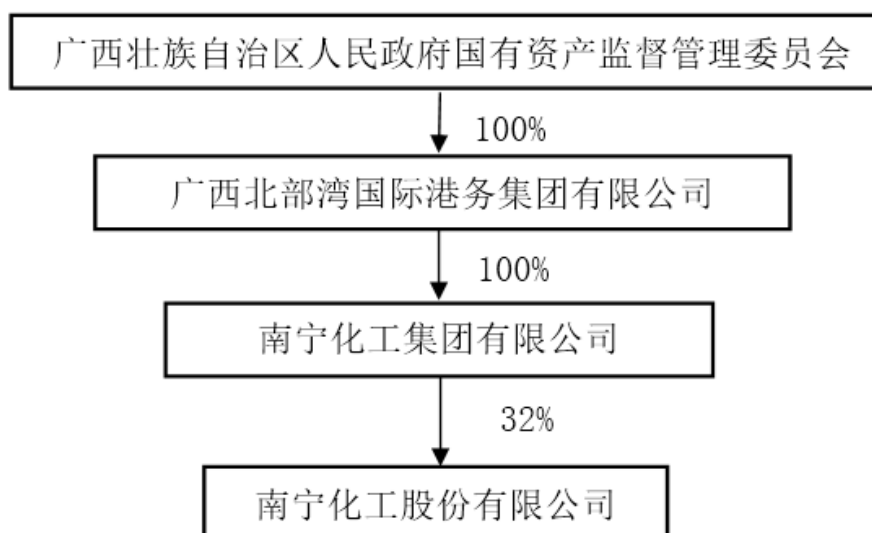 广西壮族自治区人民政府国有资产监督管理委员会
100%
广西北部湾国际港务集团有限公司
100%
南宁化工集团有限公司
32%
南宁化工股份有限公司